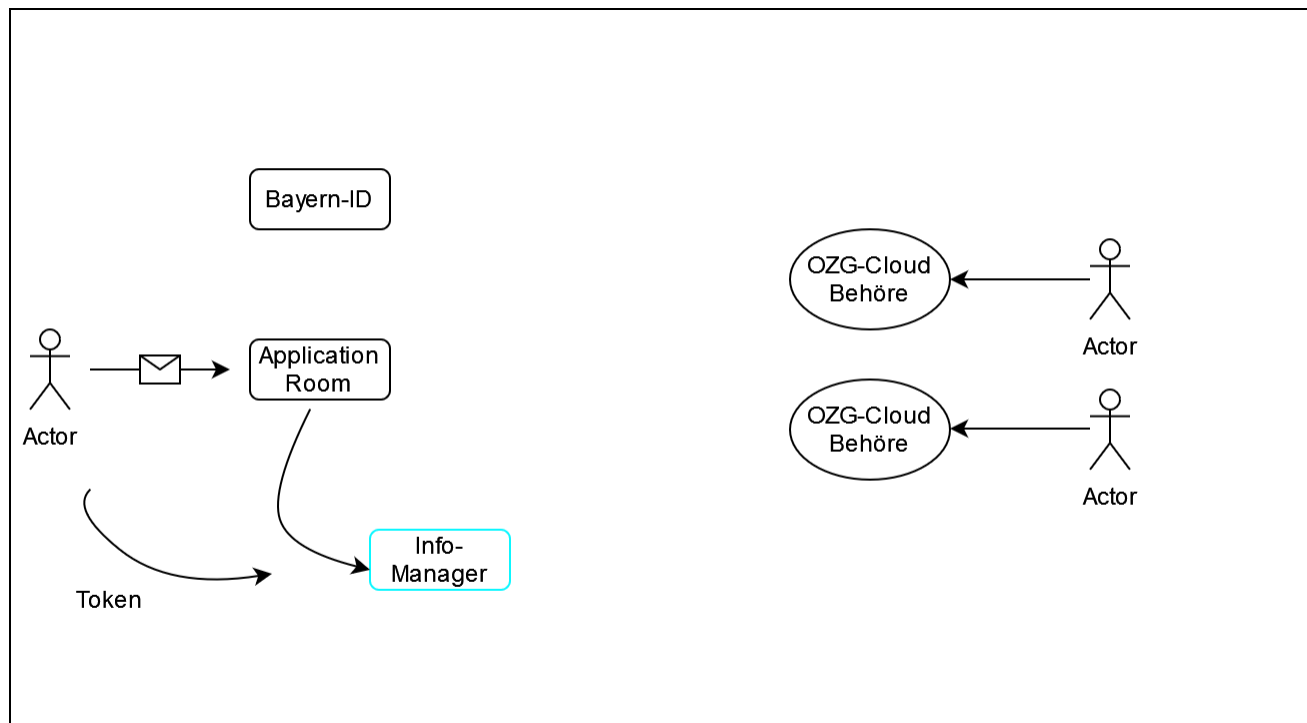 Bayern-ID
OZG-Cloud
Behöre
Actor
Application
Room
Actor
OZG-Cloud
Behöre
Actor
Info-
Manager
Token